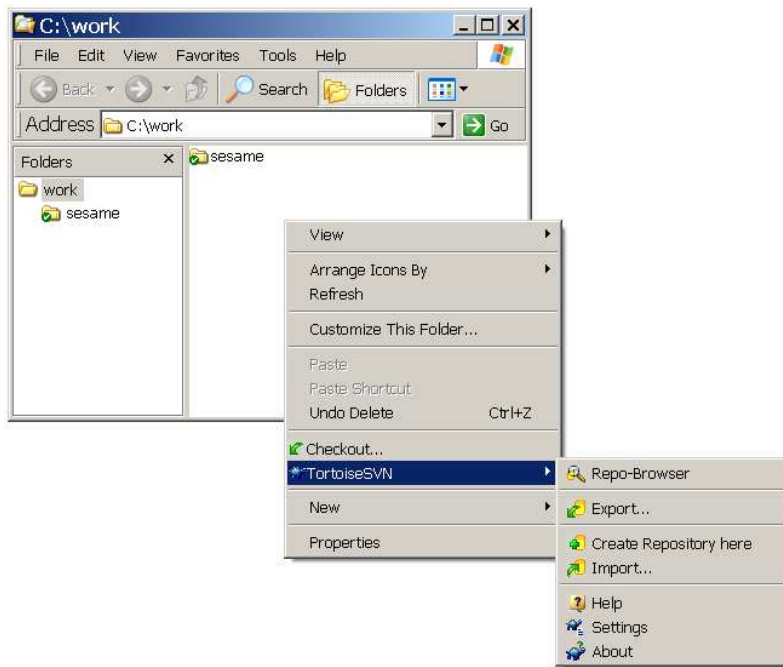 C:\work
File Edit View Favorites Tools Help
Back Search Folders
Address C:\work Go
Folders
sesame
work
sesame
View
Arrange Icons By
Refresh
Customize This Folder...
Paste
Paste Shortcut
Undo Delete Ctrl+Z
Checkout...
TortoiseSVN
New
Properties
Repo-Browser
Export...
Create Repository here
Import...
Help
Settings
About